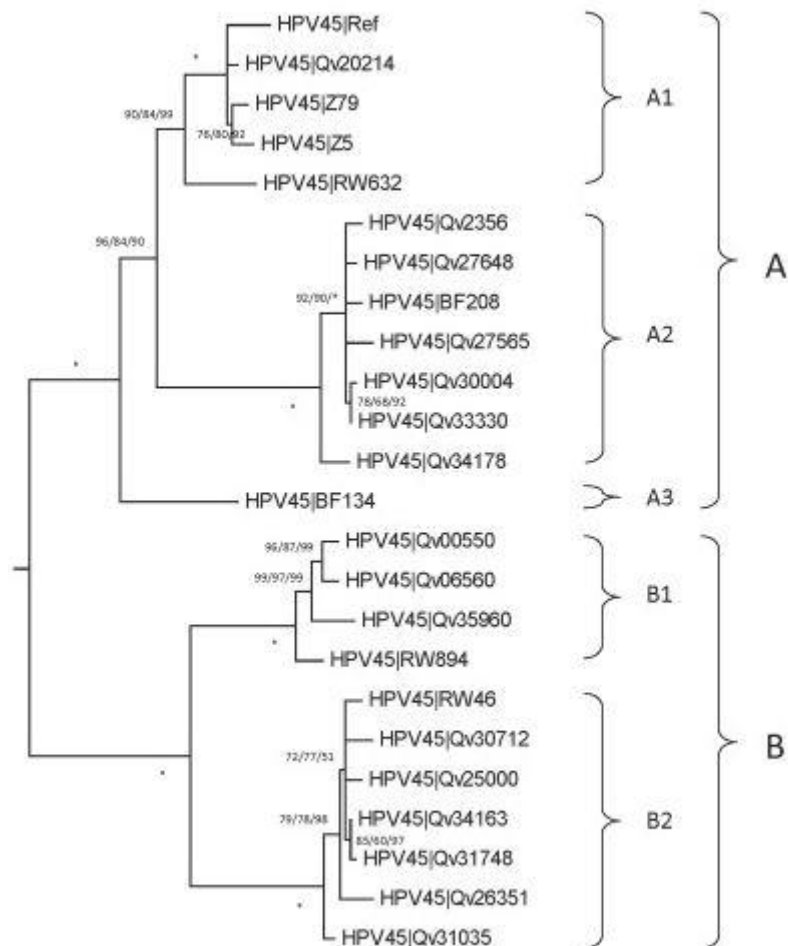 HPV45|Ref
*
HPV45|Qv20214
A1
HPV45|Z79
90/84/99
76/80/92
HPV45|Z5
HPV45|RW632
HPV45|Qv2356
96/84/90
HPV45|Qv27648
A
92/90/*
HPV45|BF208
A2
HPV45|Qv27565
*
HPV45|Qv30004
78/68/92
*
HPV45|Qv33330
HPV45|Qv34178
HPV45|BF134
A3
HPV45|Qv00550
96/87/99
99/97/99
HPV45|Qv06560
B1
HPV45|Qv35960
*
HPV45|RW894
HPV45|RW46
HPV45|Qv30712
B
72/77/51
*
HPV45|Qv25000
79/78/98
HPV45|Qv34163
B2
85/60/97
HPV45|Qv31748
HPV45|Qv26351
*
HPV45|Qv31035